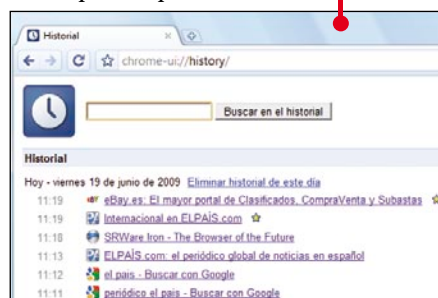 Historial
chrome-ui://history/
Buscar en el historial
Historial
Hoy - viernes 19 de junio de 2009 Eliminar historial de este día
11:19 eBay.es: El mayor portal de Clasificados, CompraVenta y Subastas
11:19 Internacional en ELPAÍS.com
11:18 SRWare Iron - The Browser of the Future
11:13 ELPAÍS.com: el periódico global de noticias en español
11:12 el pais - Buscar con Google
11:11 periódico el pais - Buscar con Google